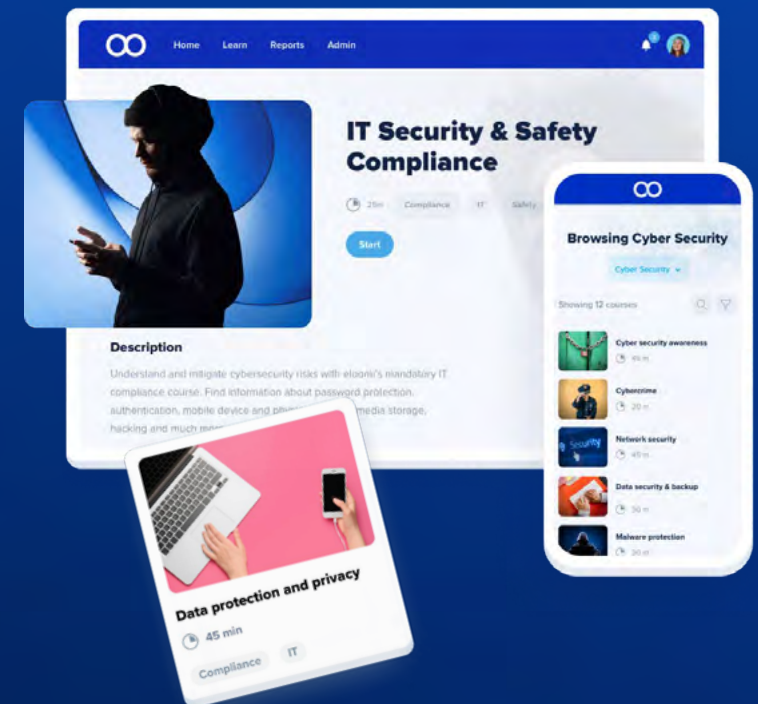 Home Learn Reports Admin
IT Security & Safety
Compliance
25m Compliance IT Safety
Start
Description
Understand and mitigate cybersecurity risks with eloomi's mandatory IT
compliance course. Find information about password protection,
authentication, mobile device and media storage,
hacking and much
Browsing Cyber Security
Cyber Security
Showing 12 courses
Cyber security awareness
45 m
Cybercrime
20 m
Network security
45 m
Security
Data security & backup
30 m
Malware protection
30 m
Data protection and privacy
45 min
Compliance IT